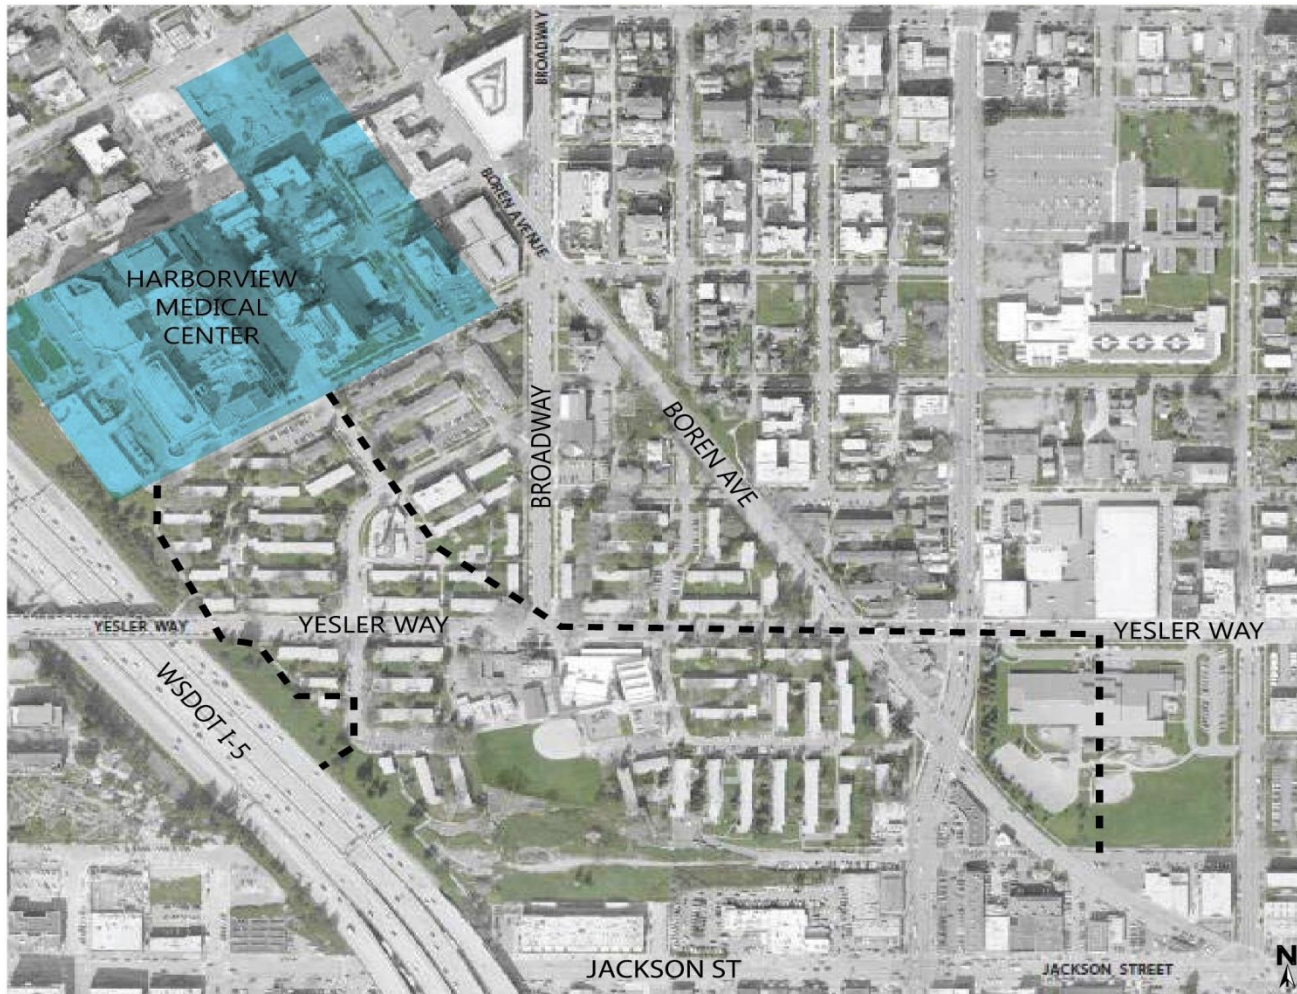 BROADWAY
BOREN AVENUE
HARBORVIEW
MEDICAL
CENTER
BROADWAY
BOREN AVE
YESLER WAY
YESLER WAY
YESLER WAY
WSDOT I-5
N
JACKSON ST
JACKSON STREET